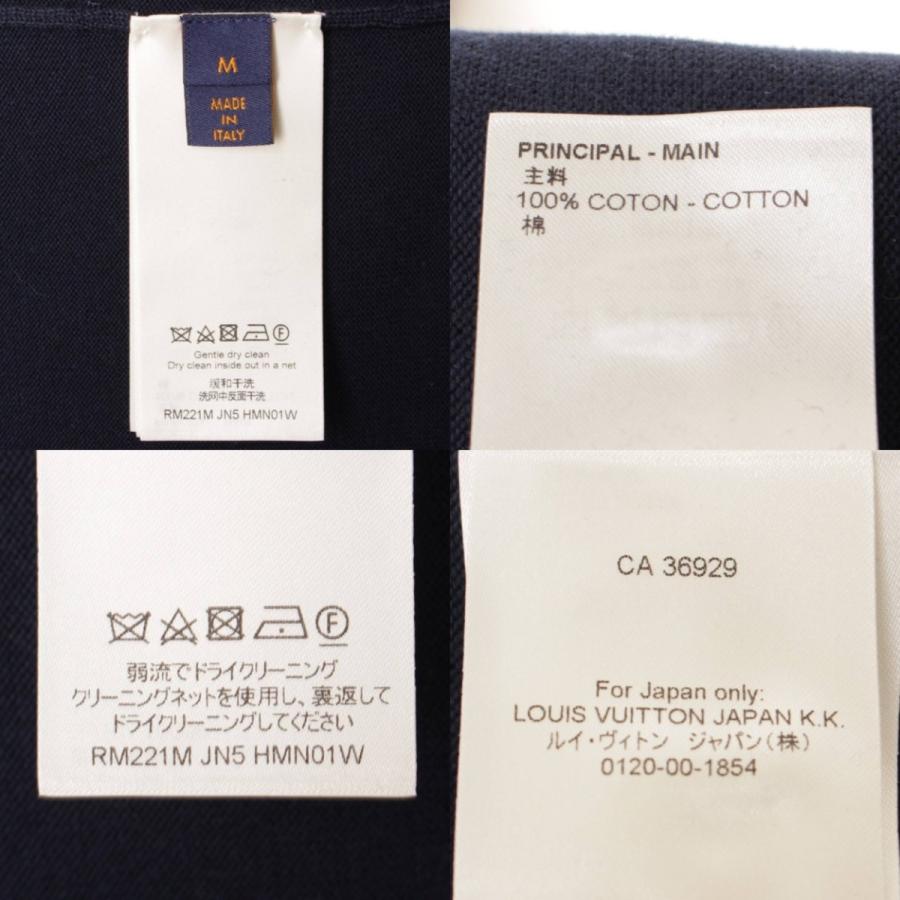 M
MADE
IN
ITALY
Gentle dry clean
Dry clean inside out in a net
缓和干洗
洗网中反面干洗
RM221M JN5 HMN01W
PRINCIPAL - MAIN
主料
100% COTON - COTTON
棉
F
弱流でドライクリーニング
クリーニングネットを使用し、裏返して
ドライクリーニングしてください
RM221M JN5 HMN01W
CA 36929
For Japan only:
LOUIS VUITTON JAPAN K.K.
ルイ・ヴィトン ジャパン(株)
0120-00-1854